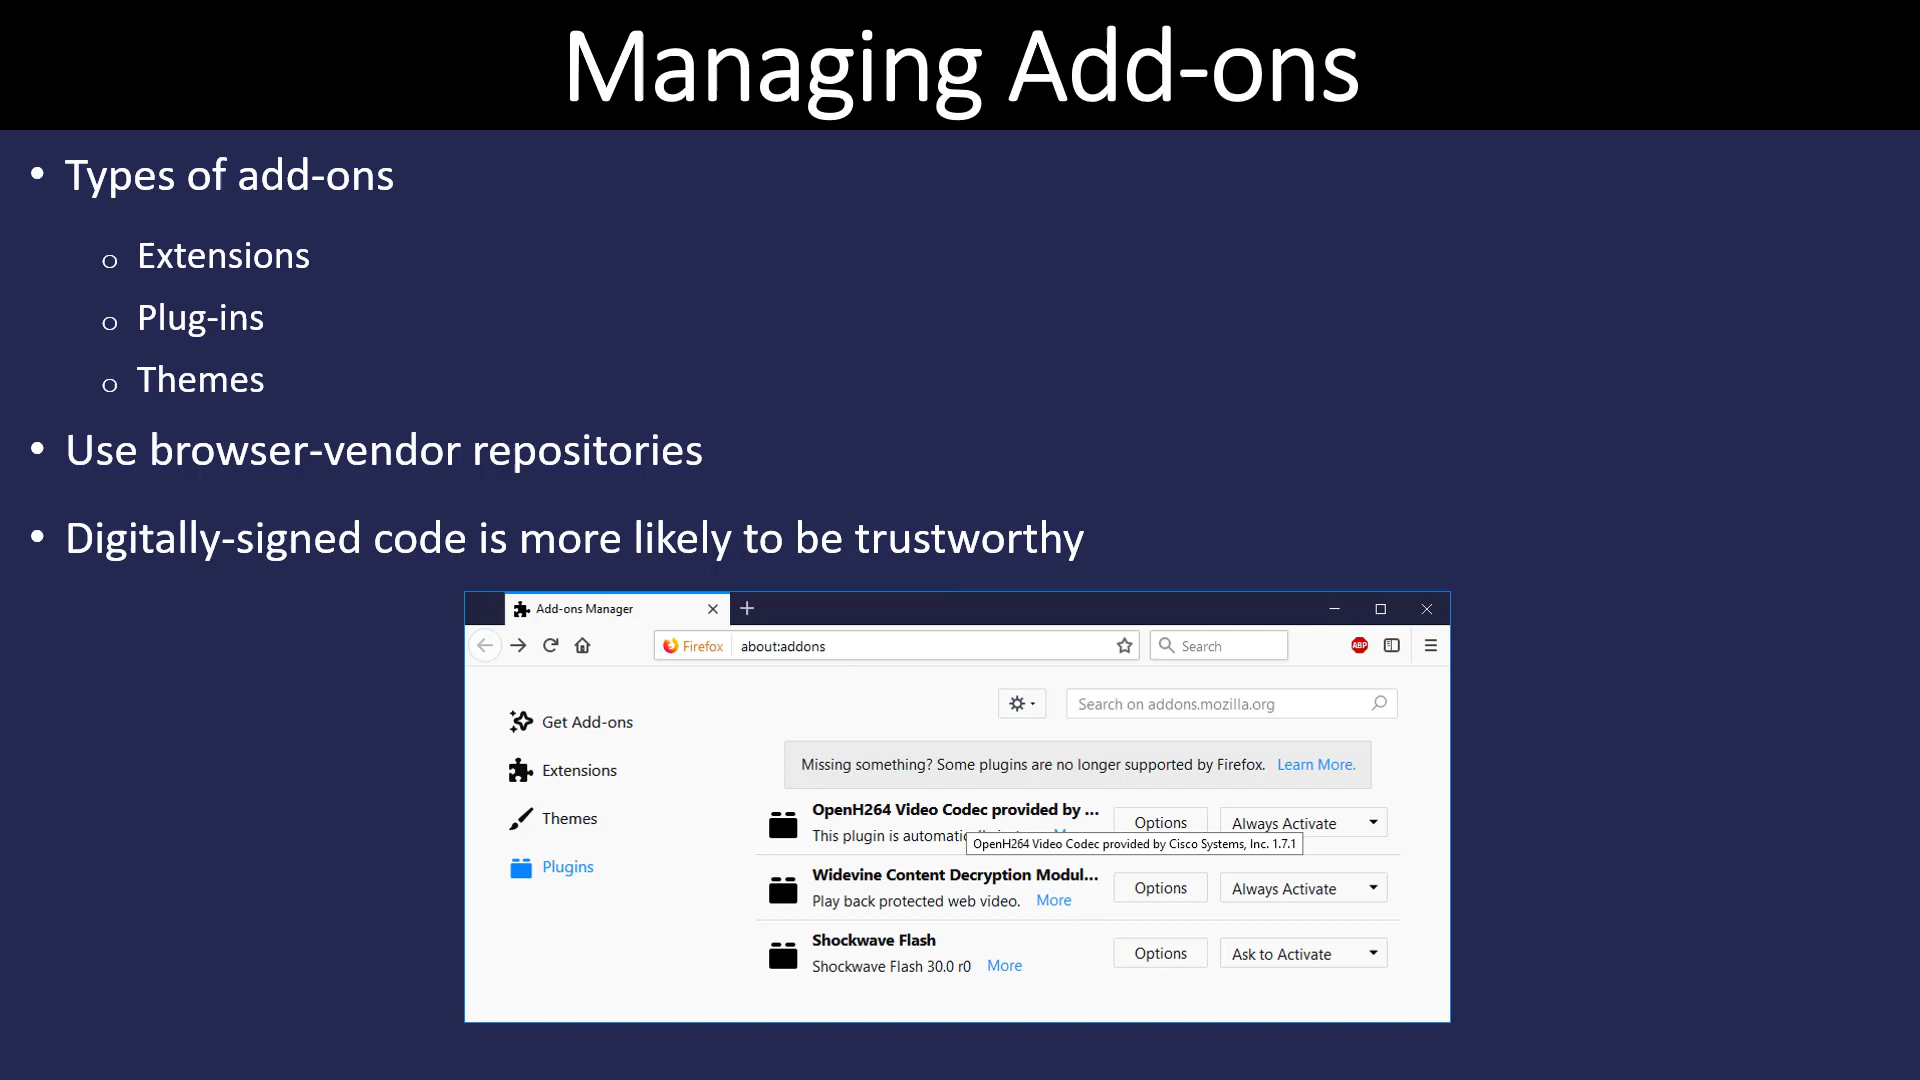 Managing Add-ons
• Types of add-ons
o Extensions
o Plug-ins
o Themes
• Use browser-vendor repositories
• Digitally-signed code is more likely to be trustworthy
Add-ons Manager
Firefox about:addons Search ABP
Search on addons.mozilla.org
Get Add-ons
Extensions
Themes
Plugins
Missing something? Some plugins are no longer supported by Firefox. Learn More.
OpenH264 Video Codec provided by ...
This plugin is automatic
Options Always Activate
OpenH264 Video Codec provided by Cisco Systems, Inc. 1.7.1
Widevine Content Decryption Modul...
Play back protected web video. More
Options Always Activate
Shockwave Flash
Shockwave Flash 30.0 r0 More
Options Ask to Activate